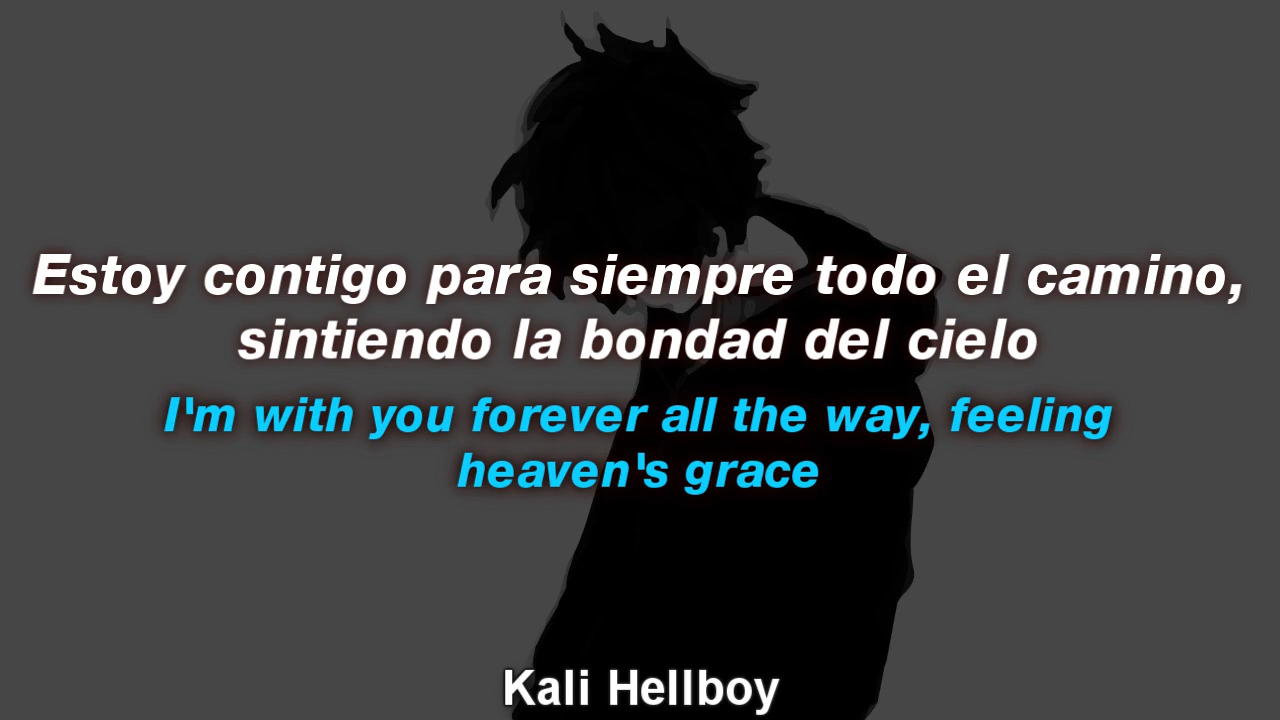 Estoy contigo para siempre todo el camino,
sintiendo la bondad del cielo
I'm with you forever all the way, feeling
heaven's grace
Kali Hellboy